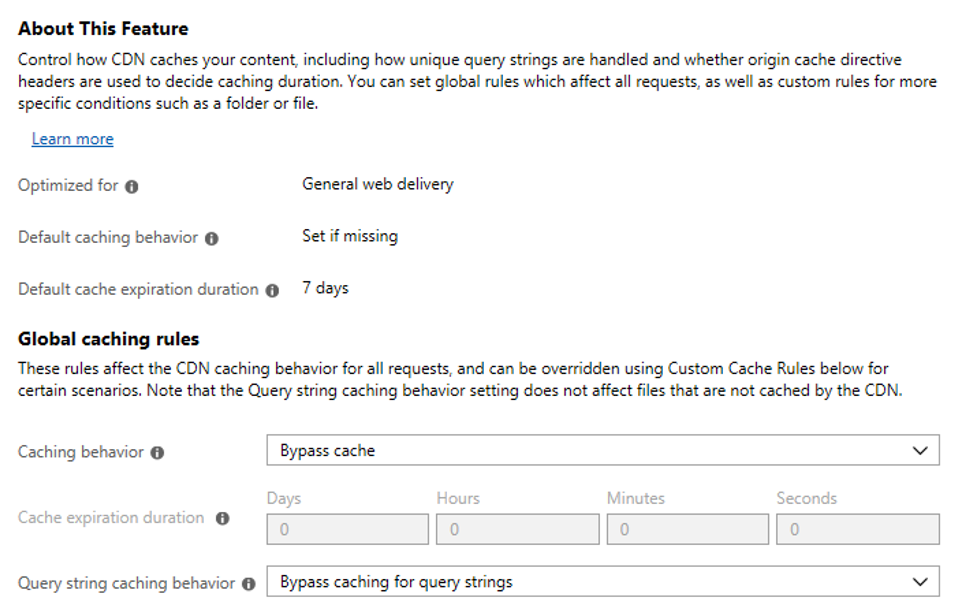 About This Feature
Control how CDN caches your content, including how unique query strings are handled and whether origin cache directive
headers are used to decide caching duration. You can set global rules which affect all requests, as well as custom rules for more
specific conditions such as a folder or file.
Learn more
Optimized for General web delivery
Default caching behavior Set if missing
Default cache expiration duration 7 days
Global caching rules
These rules affect the CDN caching behavior for all requests, and can be overridden using Custom Cache Rules below for
certain scenarios. Note that the Query string caching behavior setting does not affect files that are not cached by the CDN.
Caching behavior Bypass cache
Days Hours Minutes Seconds
Cache expiration duration 0 0 0 0
Query string caching behavior Bypass caching for query strings